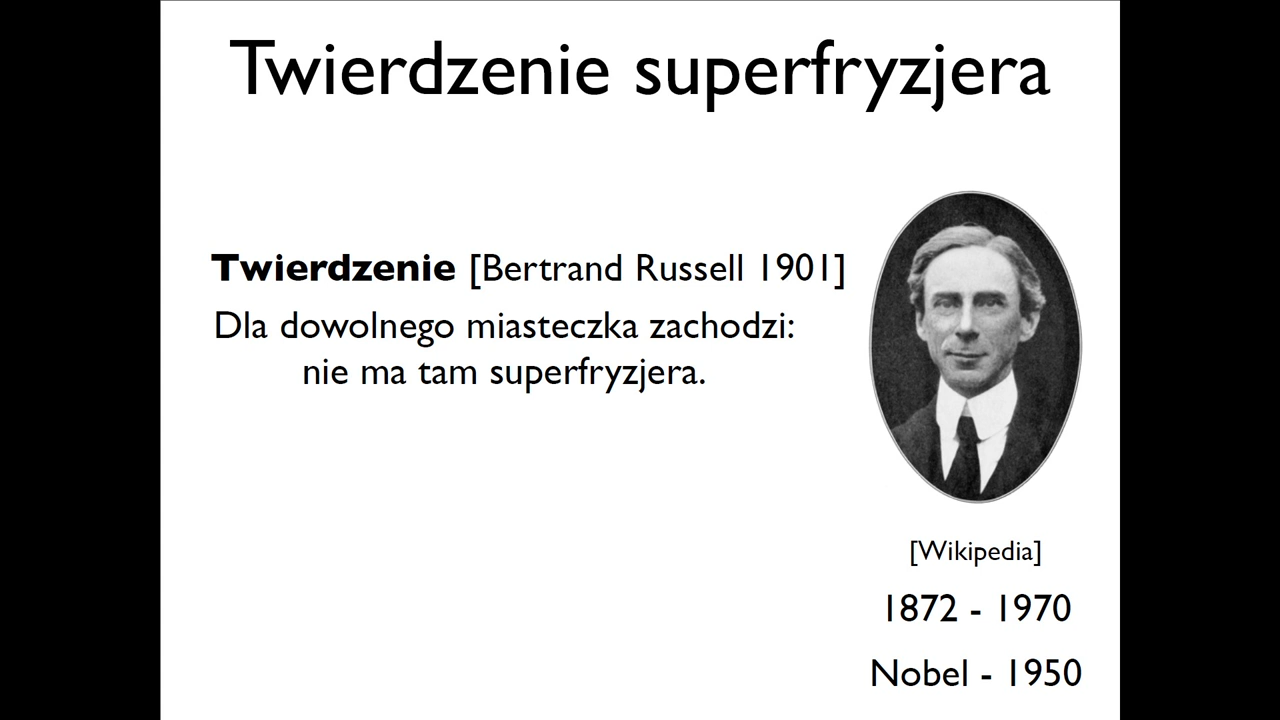 Twierdzenie superfryzjera
Twierdzenie [Bertrand Russell 1901]
Dla dowolnego miasteczka zachodzi:
nie ma tam superfryzjera.
[Wikipedia]
1872 - 1970
Nobel - 1950